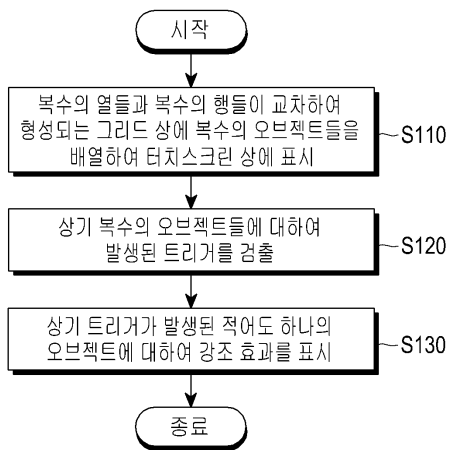 시작
복수의 열들과 복수의 행들이 교차하여
형성되는 그리드 상에 복수의 오브젝트들을
배열하여 터치스크린 상에 표시
S110
상기 복수의 오브젝트들에 대하여
발생된 트리거를 검출
S120
상기 트리거가 발생된 적어도 하나의
오브젝트에 대하여 강조 효과를 표시
S130
종료